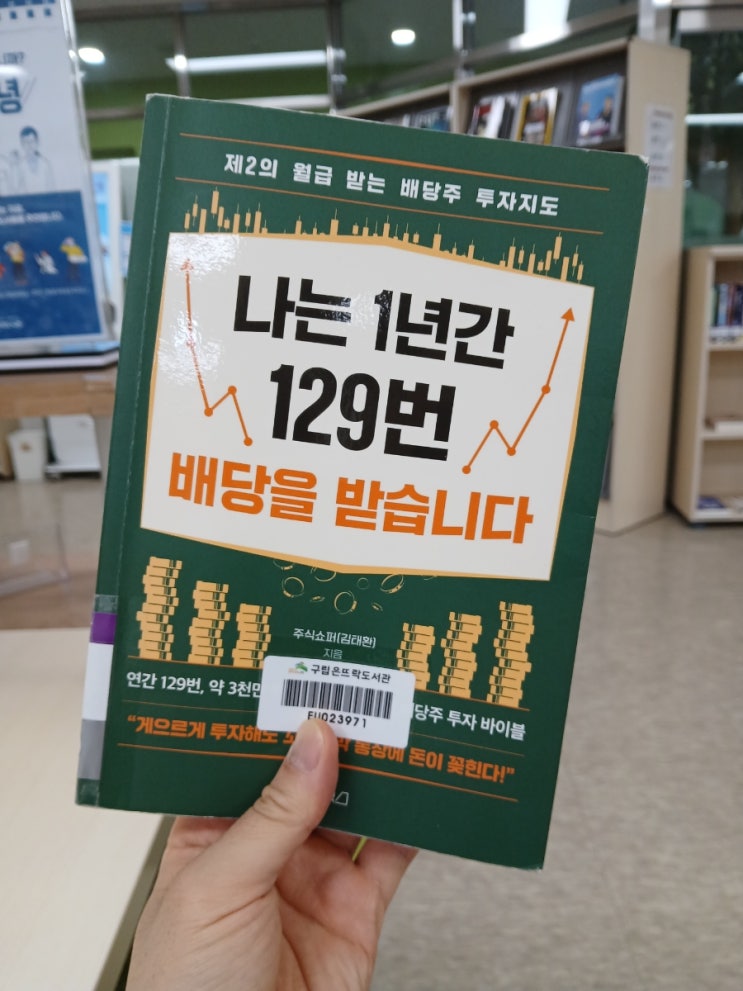 제2의 월급 받는 배당주 투자지도
나는 1년간
129번
배당을 받습니다
주식쇼퍼(김태환)
지음
구립은뜨락도서관
EU023971
연간 129번, 약 3천만 당주 투자 바이블
“게으르게 투자해도 통장에 돈이 꽂힌다!”